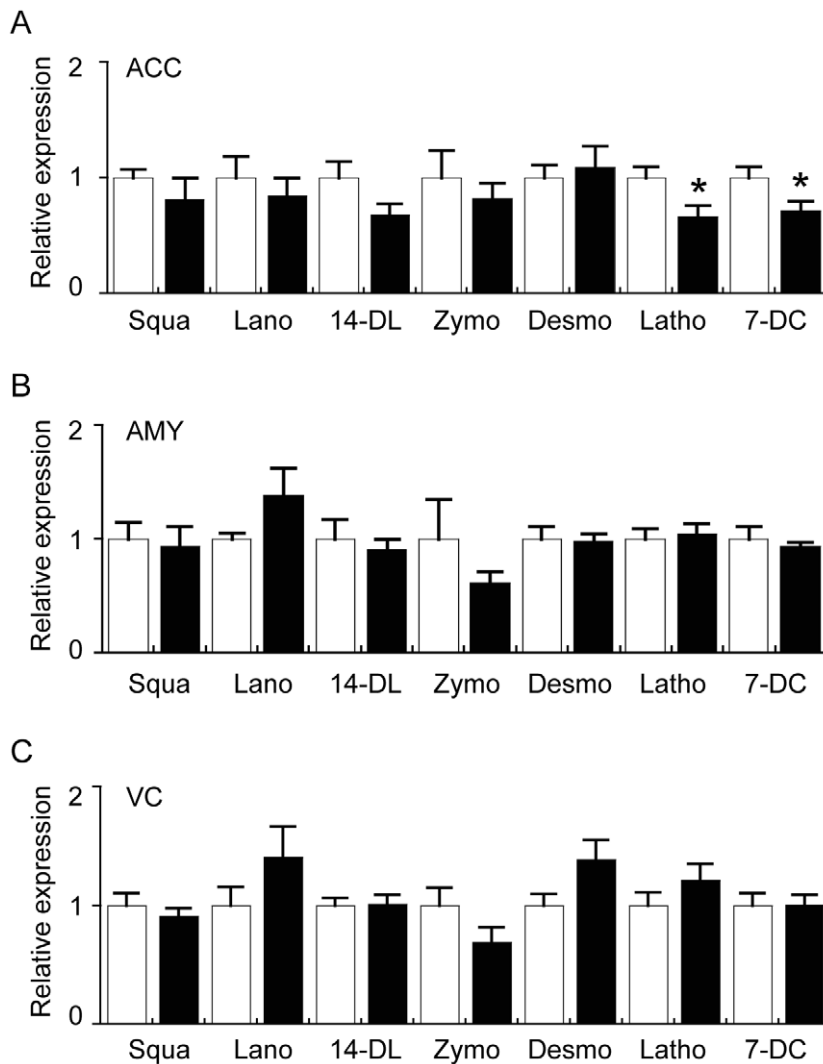 A
ACC
2
1
0
Relative expression
* *
Squa Lano 14-DL Zymo Desmo Latho 7-DC
B
AMY
2
1
0
Relative expression
Squa Lano 14-DL Zymo Desmo Latho 7-DC
C
VC
2
1
0
Relative expression
Squa Lano 14-DL Zymo Desmo Latho 7-DC